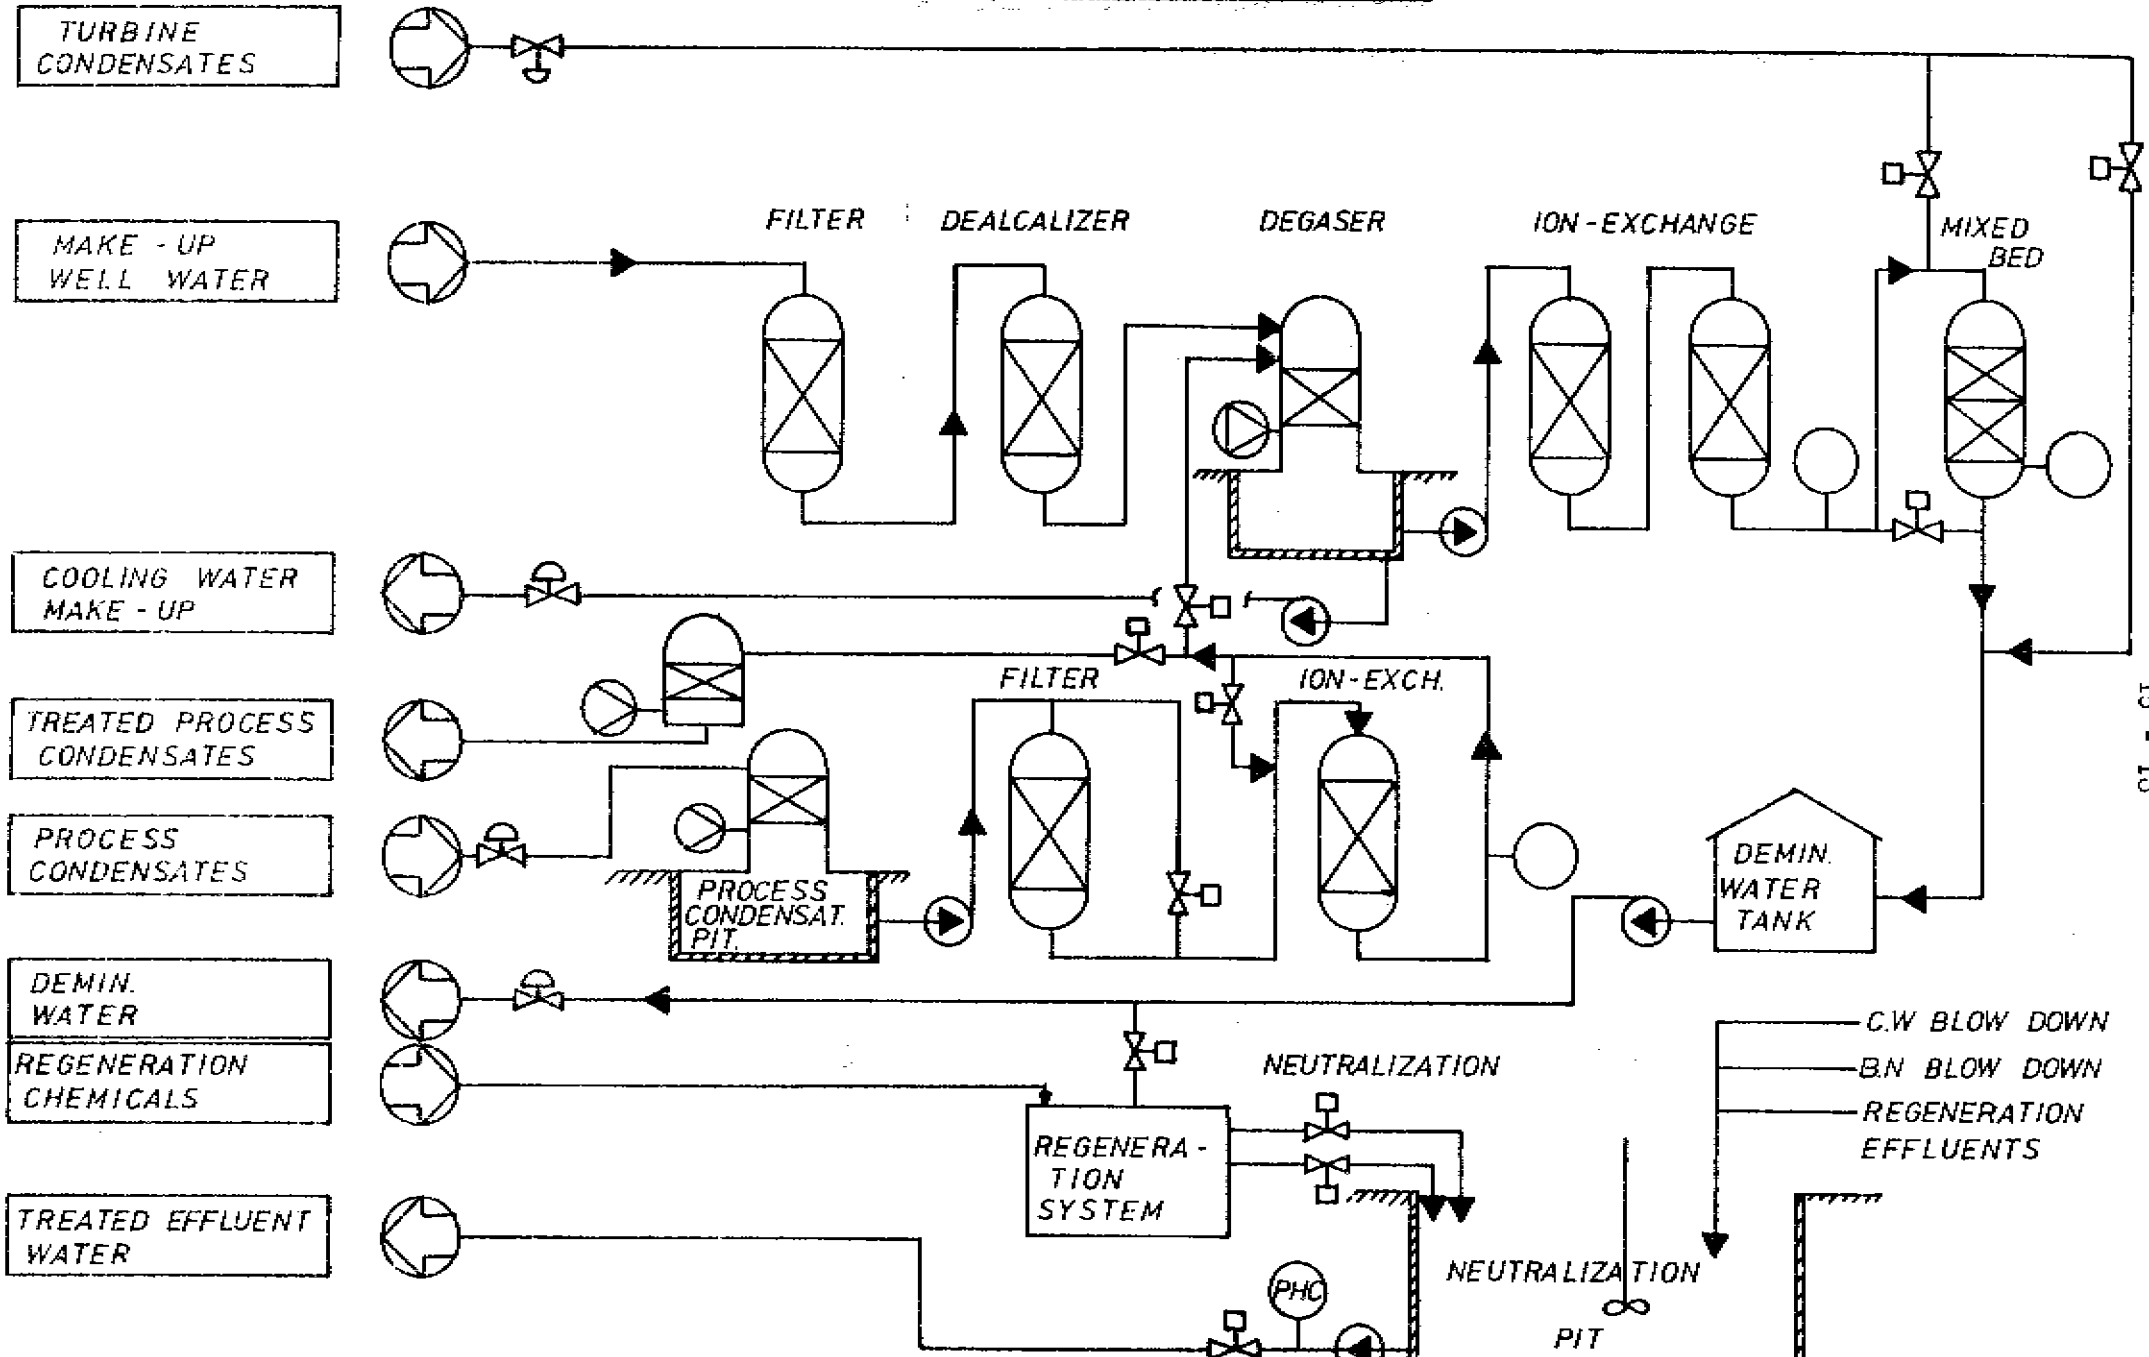 TURBINE
CONDENSATES
MAKE - UP
WELL WATER
FILTER
DEALCALIZER
DEGASER
ION - EXCHANGE
MIXED
BED
COOLING WATER
MAKE - UP
FILTER
ION-EXCH.
TREATED PROCESS
CONDENSATES
PROCESS
CONDENSATES
PROCESS
CONDENSAT.
PIT.
DEMIN.
WATER
TANK
DEMIN.
WATER
REGENERATION
CHEMICALS
NEUTRALIZATION
C.W BLOW DOWN
B.N BLOW DOWN
REGENERATION
EFFLUENTS
REGENERA -
TION
SYSTEM
TREATED EFFLUENT
WATER
PHC
NEUTRALIZATION
PIT